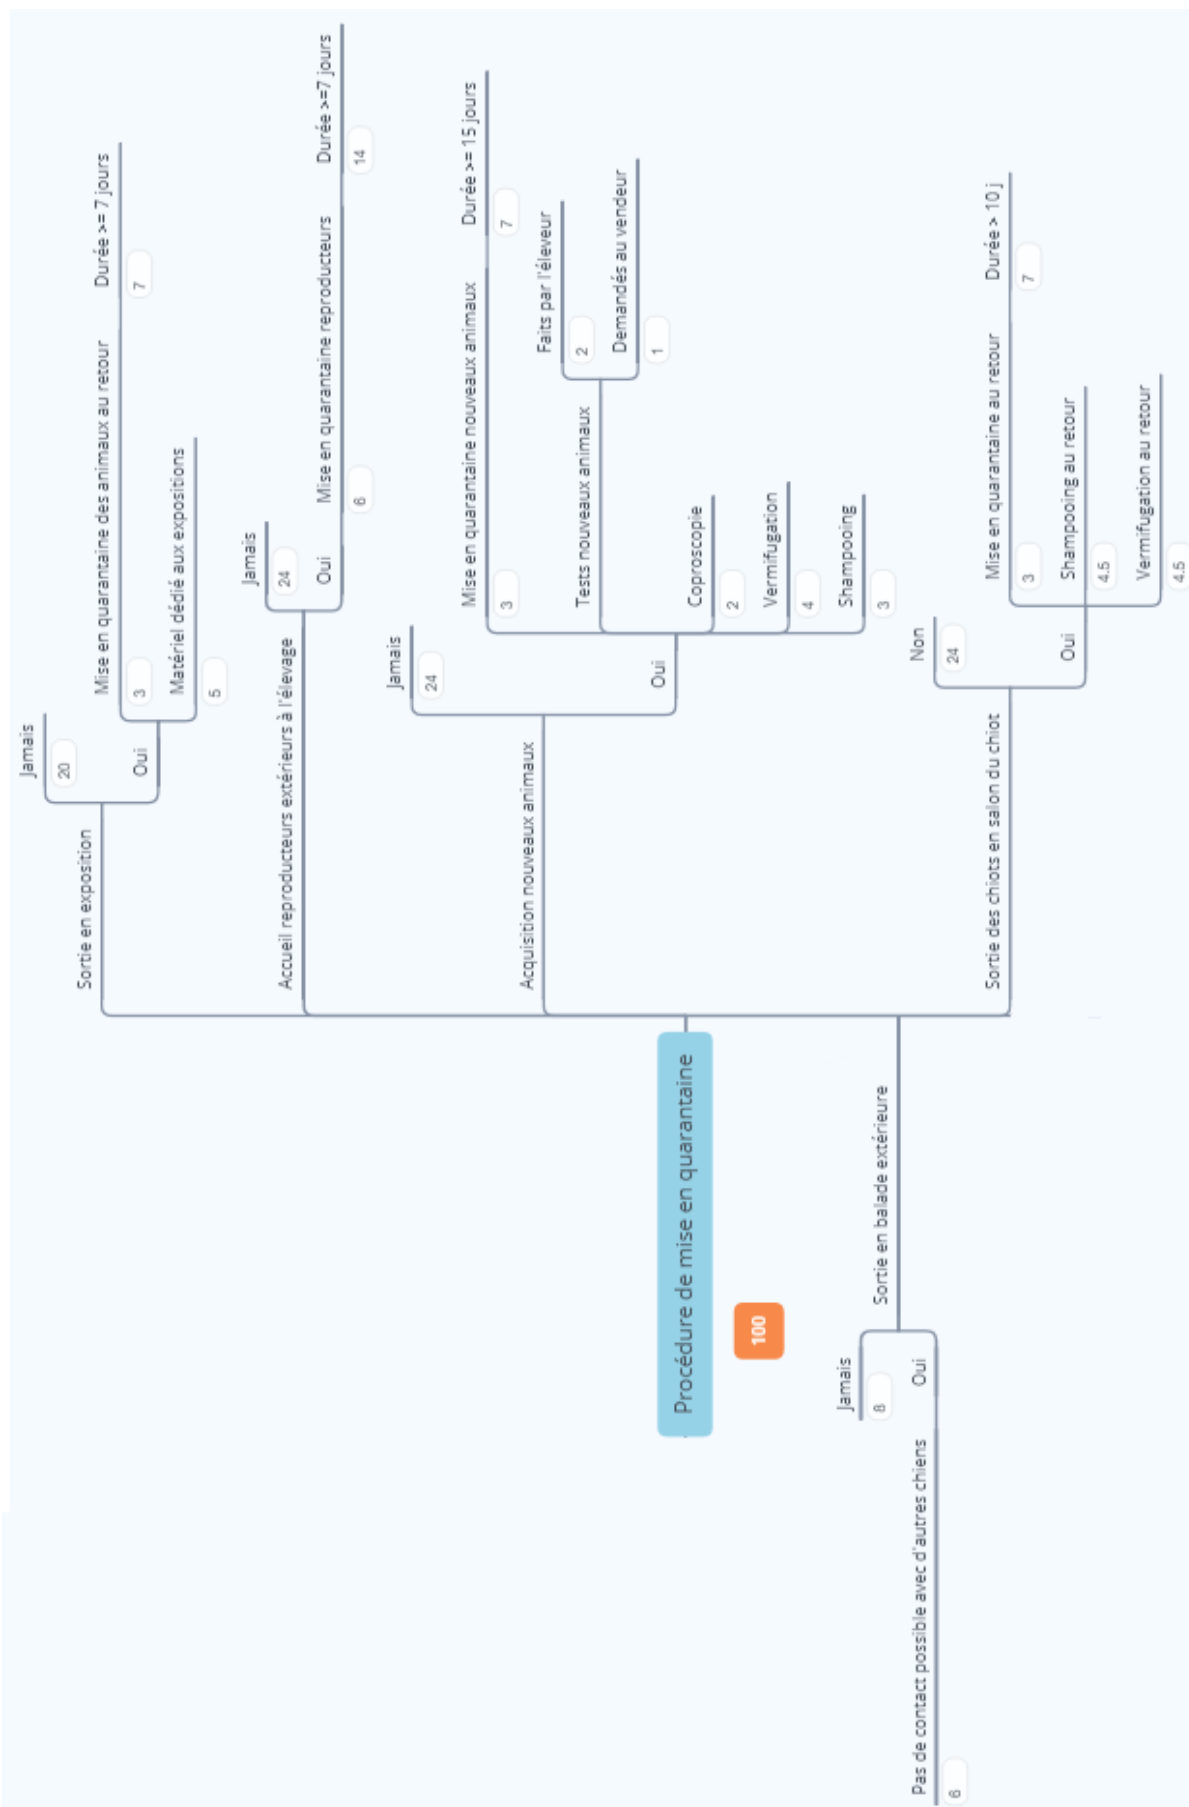 Procédure de mise en quarantaine
100
Sortie en exposition
Jamais
20
Oui
Mise en quarantaine des animaux au retour
3
Durée >= 7 jours
7
Matériel dédié aux expositions
5
Accueil reproducteurs extérieurs à l'élevage
Jamais
24
Oui
Mise en quarantaine reproducteurs
6
Durée >=7 jours
14
Acquisition nouveaux animaux
Jamais
24
Oui
Mise en quarantaine nouveaux animaux
3
Durée >= 15 jours
7
Tests nouveaux animaux
Faits par l'éleveur
2
Demandés au vendeur
1
Coproscopie
2
Vermifugation
4
Shampooing
3
Sortie des chiots en salon du chiot
Non
24
Oui
Mise en quarantaine au retour
3
Durée > 10 j
7
Shampooing au retour
4.5
Vermifugation au retour
4.5
Sortie en balade extérieure
Jamais
8
Oui
Pas de contact possible avec d'autres chiens
6